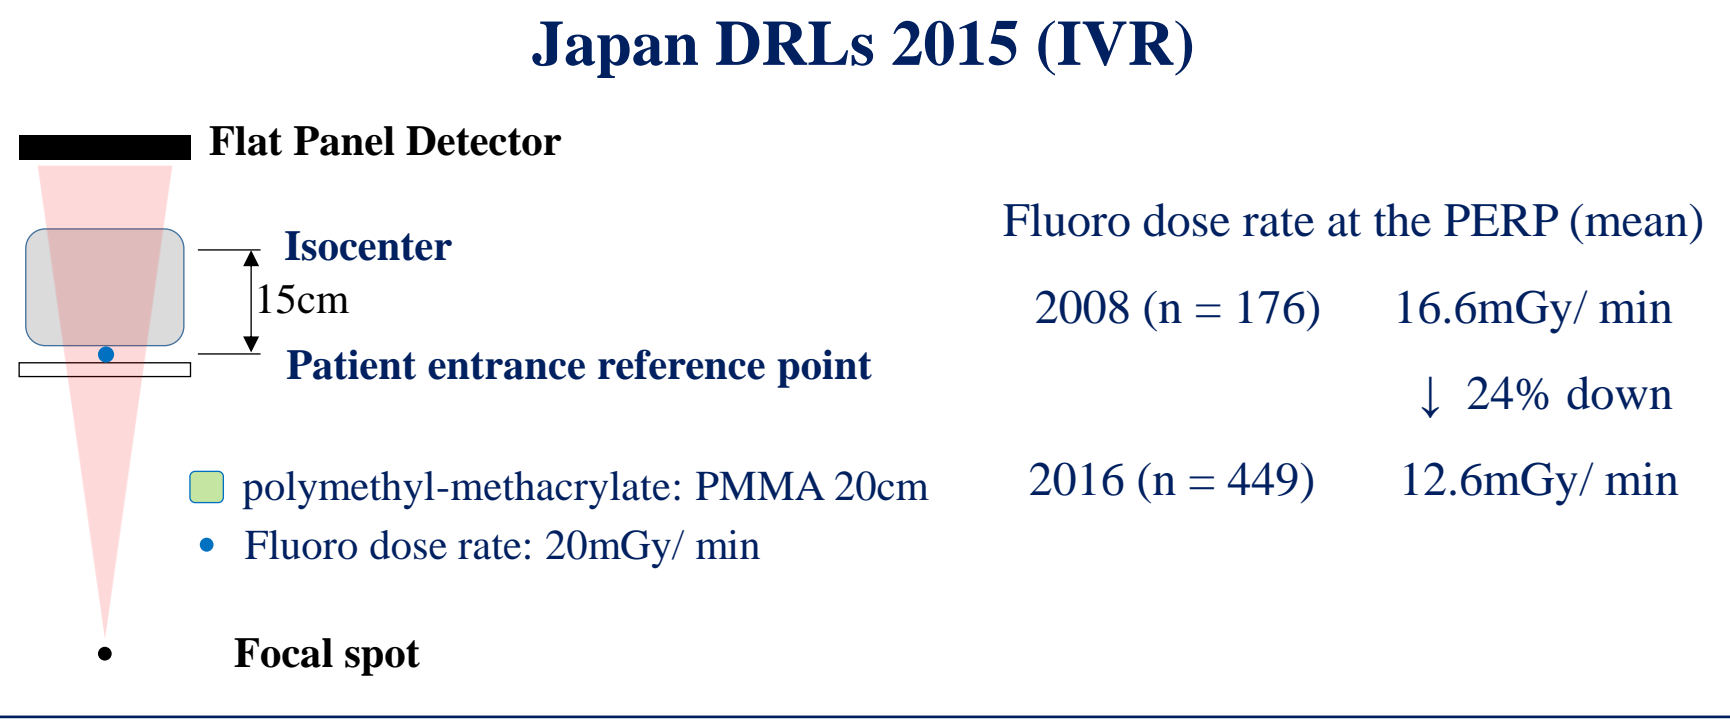 Japan DRLs 2015 (IVR)
Flat Panel Detector
Isocenter
15cm
Patient entrance reference point
polymethyl-methacrylate: PMMA 20cm
Fluoro dose rate: 20mGy/ min
Focal spot
Fluoro dose rate at the PERP (mean)
2008 (n = 176) 16.6mGy/ min
↓ 24% down
2016 (n = 449) 12.6mGy/ min